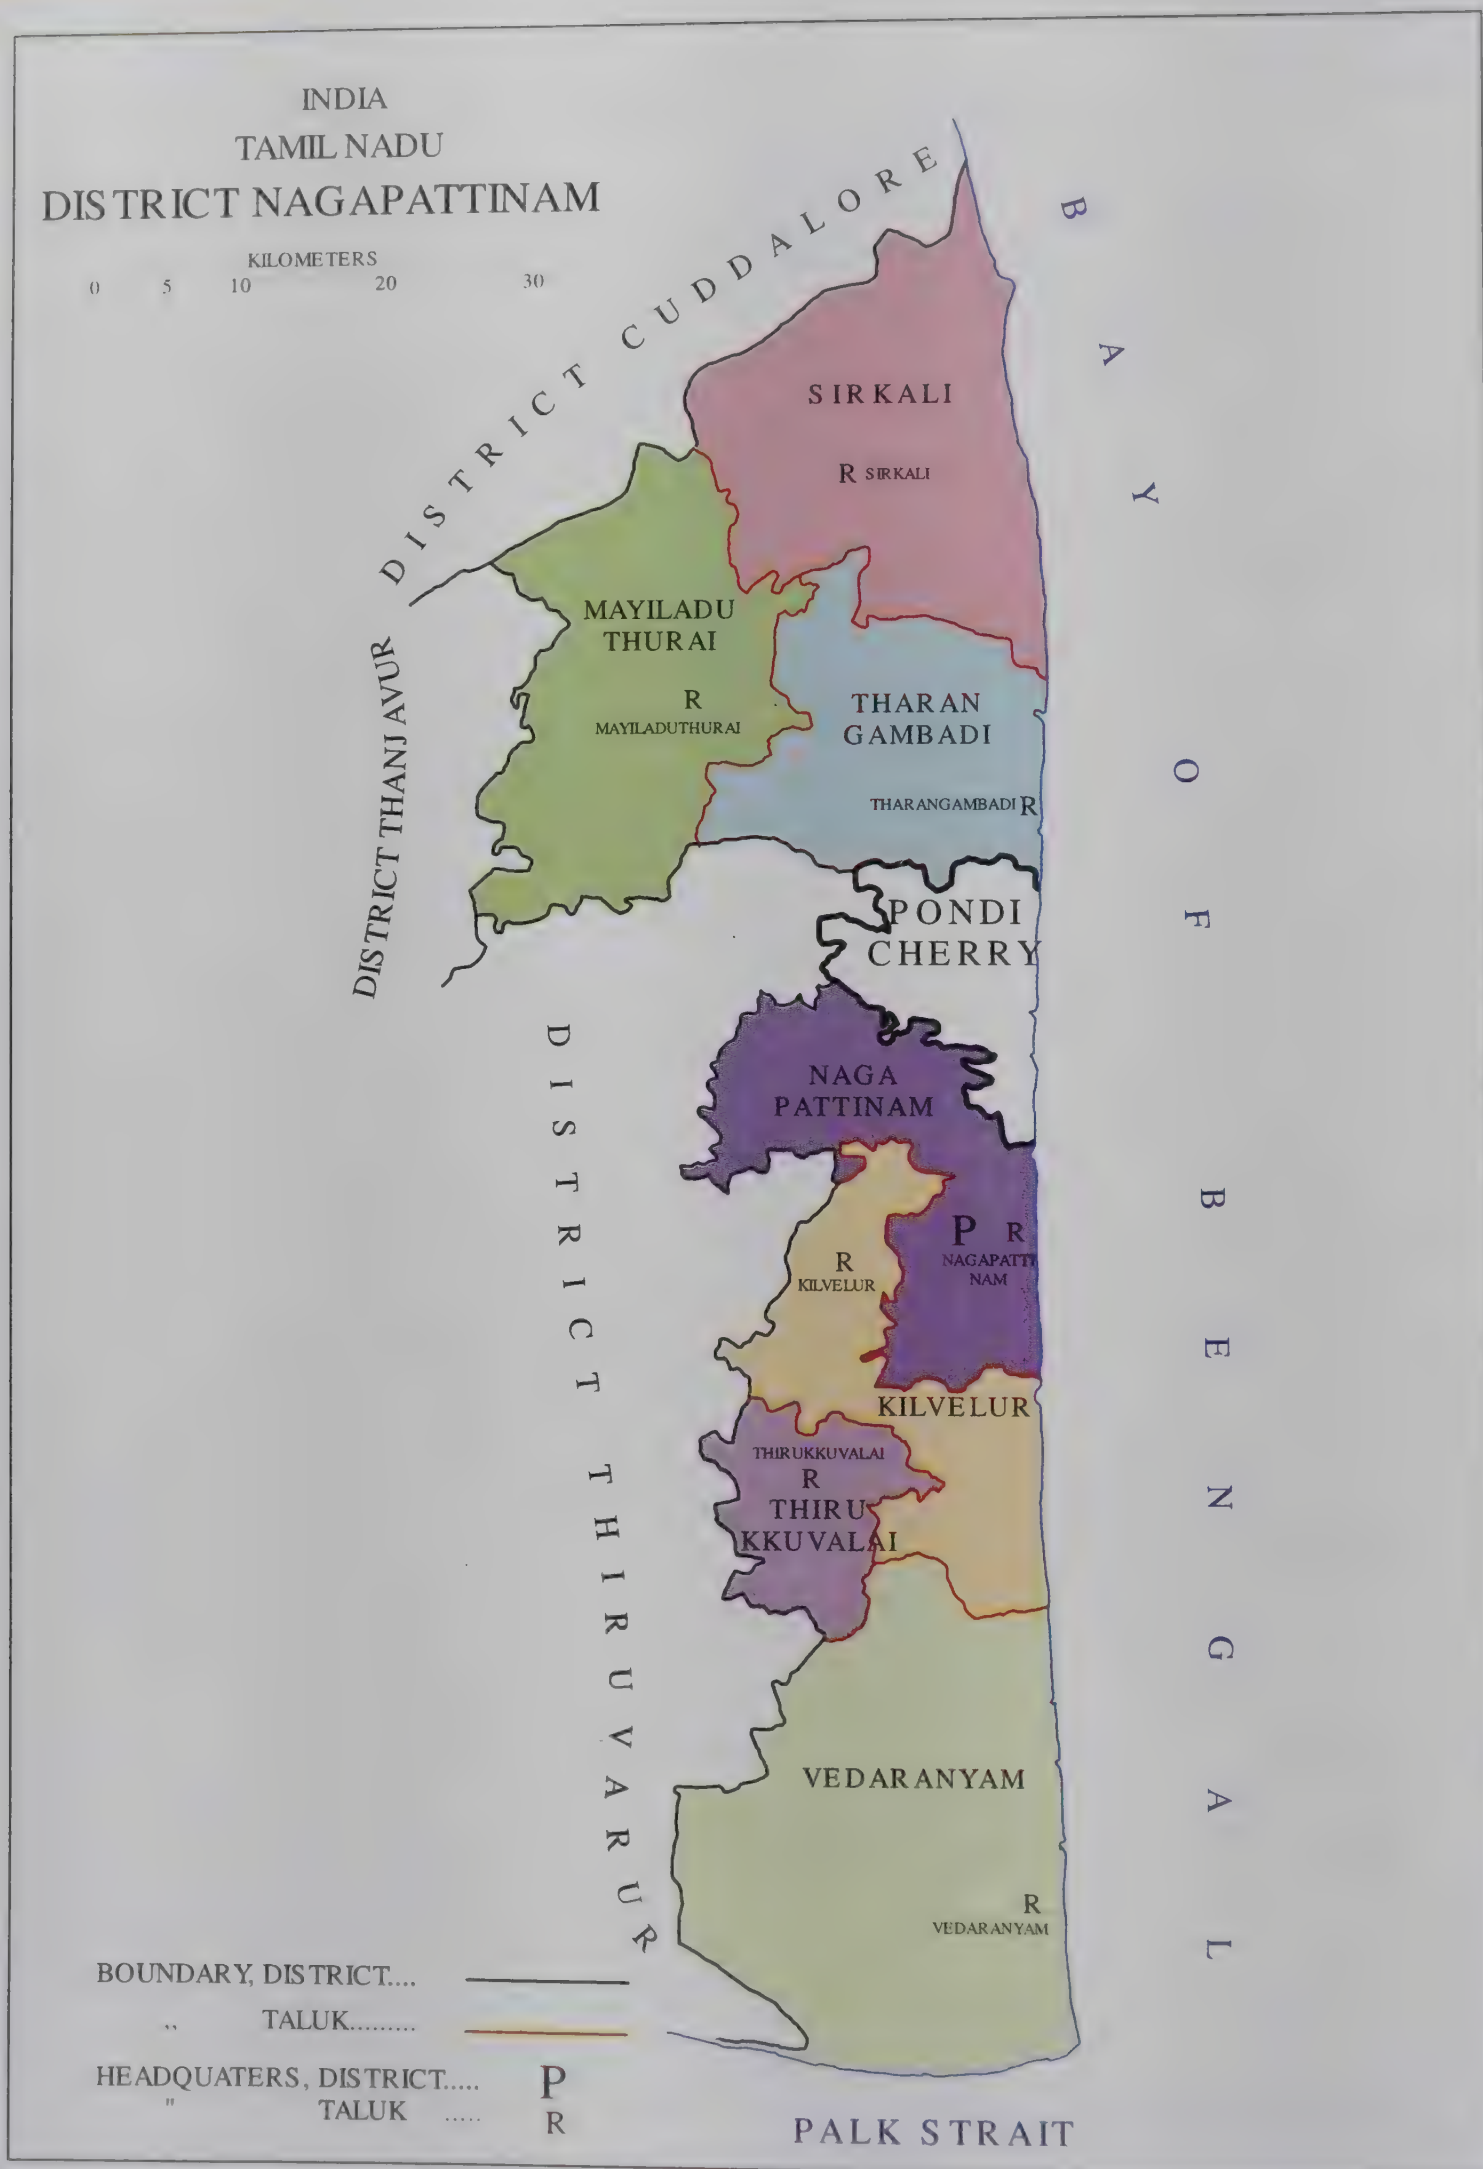 INDIA
TAMIL NADU
DISTRICT NAGAPATTINAM
KILOMETERS
0 5 10 20 30
DISTRICT CUDDALORE
BAY OF BENGAL
SIRKALI
R SIRKALI
MAYILADU
THURAI
R
MAYILADUTHURAI
THARAN
GAMBADI
THARANGAMBADI R
DISTRICT THANJAVUR
PONDI
CHERRY
DISTRICT THIRUVARUR
NAGA
PATTINAM
P R
NAGAPATTI
NAM
R
KILVELUR
KILVELUR
THIRUKKUVALAI
R
THIRU
KKUVALAI
VEDARANYAM
R
VEDARANYAM
BOUNDARY, DISTRICT....
,, TALUK.........
HEADQUATERS, DISTRICT..... P
" TALUK ..... R
PALK STRAIT